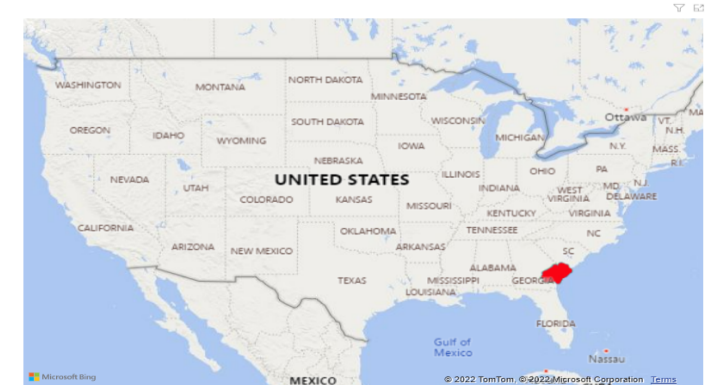 WASHINGTON
MONTANA
NORTH DAKOTA
MINNESOTA
Ottawa
MA
VT.
N.H.
OREGON
IDAHO
SOUTH DAKOTA
WISCONSIN
MICHIGAN
WYOMING
N.Y.
MASS.
R.I.
IOWA
NEBRASKA
NEVADA
UTAH
UNITED STATES
ILLINOIS
INDIANA
OHIO
PA
N.J.
MD
DELAWARE
COLORADO
KANSAS
MISSOURI
WEST
VIRGINIA
CALIFORNIA
KENTUCKY
VIRGINIA
OKLAHOMA
TENNESSEE
NC
ARIZONA
NEW MEXICO
ARKANSAS
SC
ALABAMA
TEXAS
MISSISSIPPI
GEORGIA
LOUISIANA
FLORIDA
Gulf of
Mexico
Nassau
Microsoft Bing
MEXICO
© 2022 TomTom, © 2022 Microsoft Corporation Terms